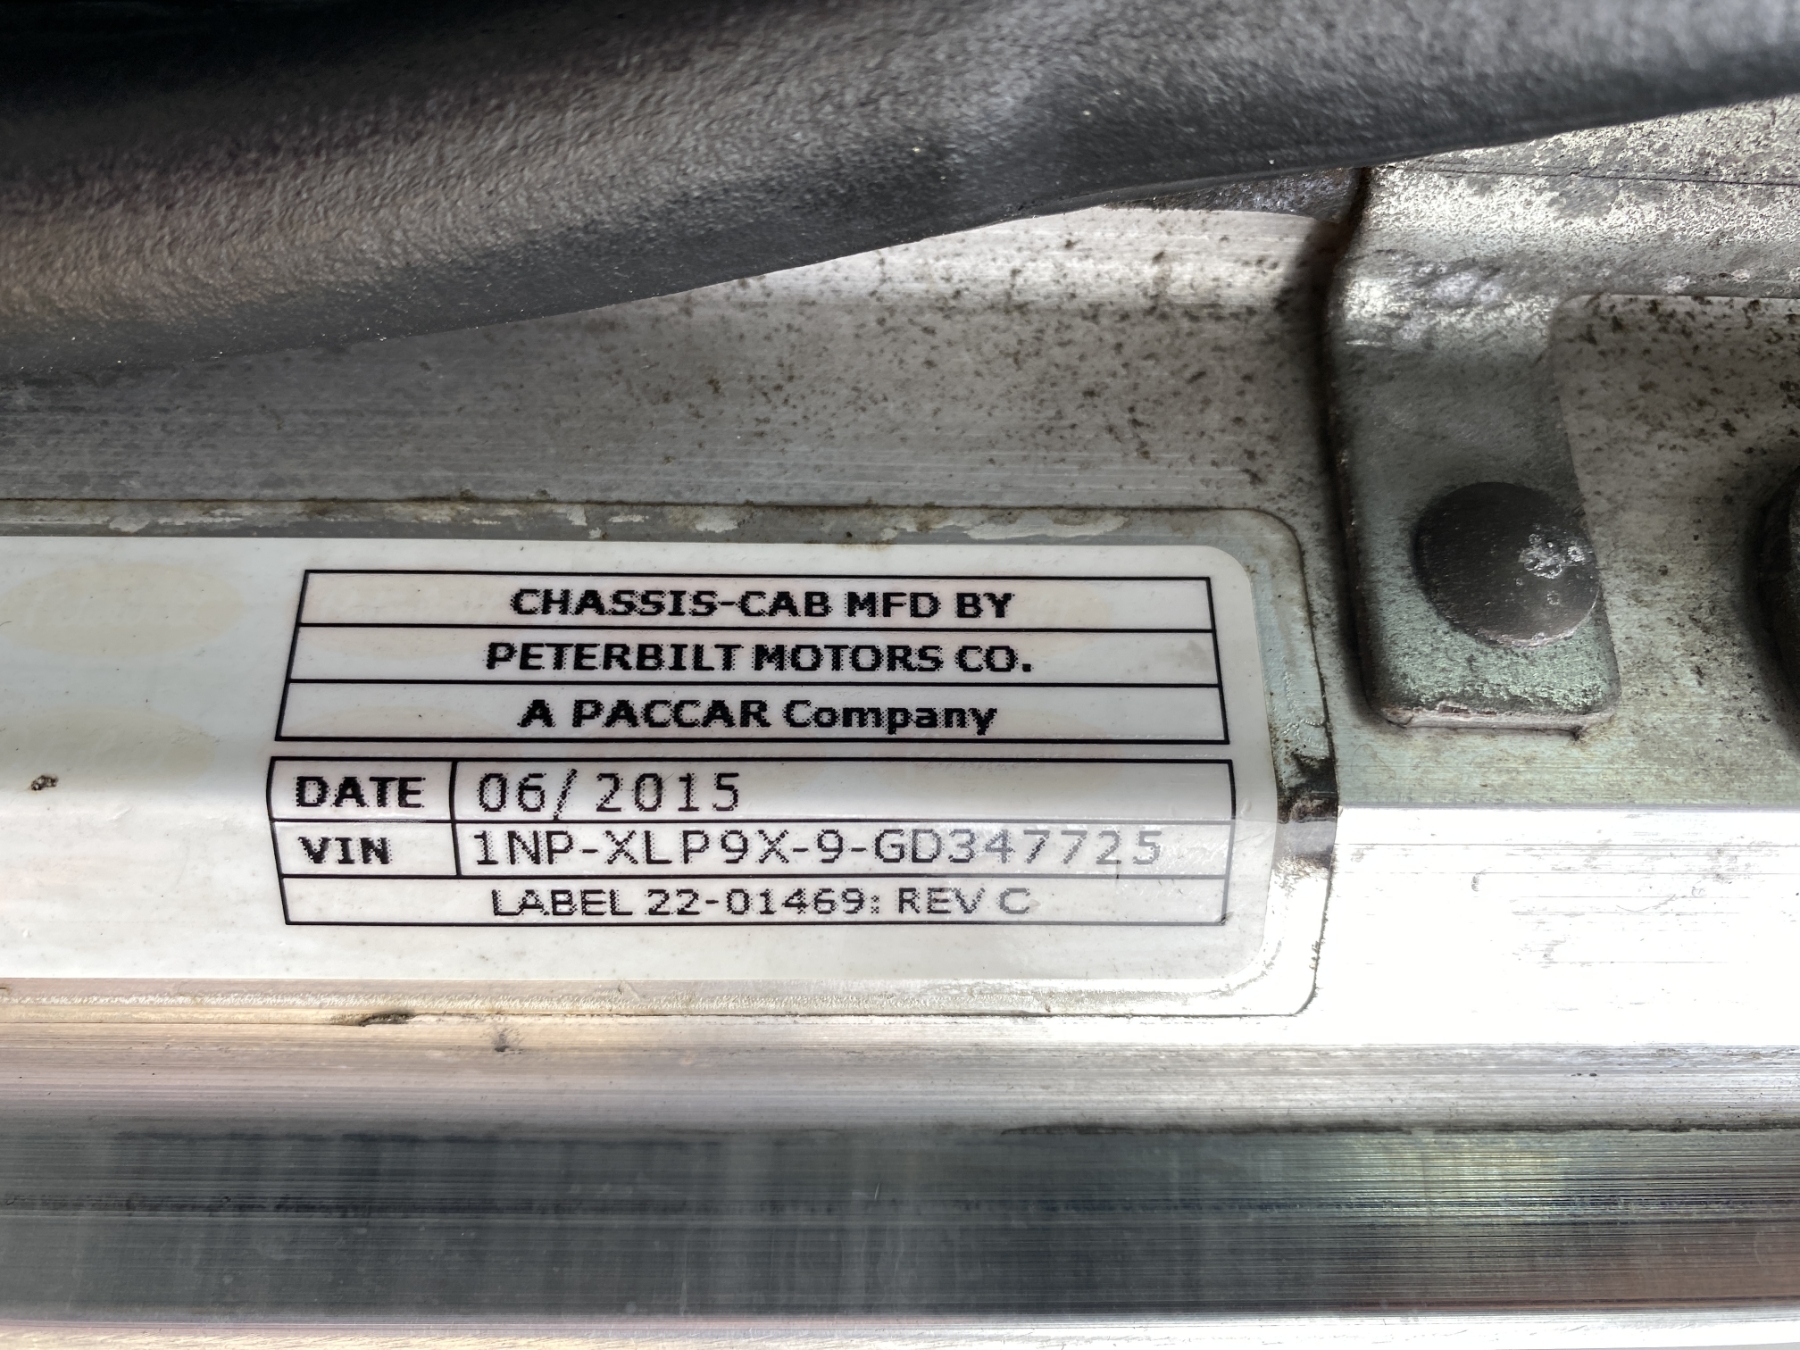 CHASSIS-CAB MFD BY
PETERBILT MOTORS CO.
A PACCAR Company
DATE 06/2015
VIN 1NP-XLP9X-9-GD347725
LABEL 22-01469: REV C